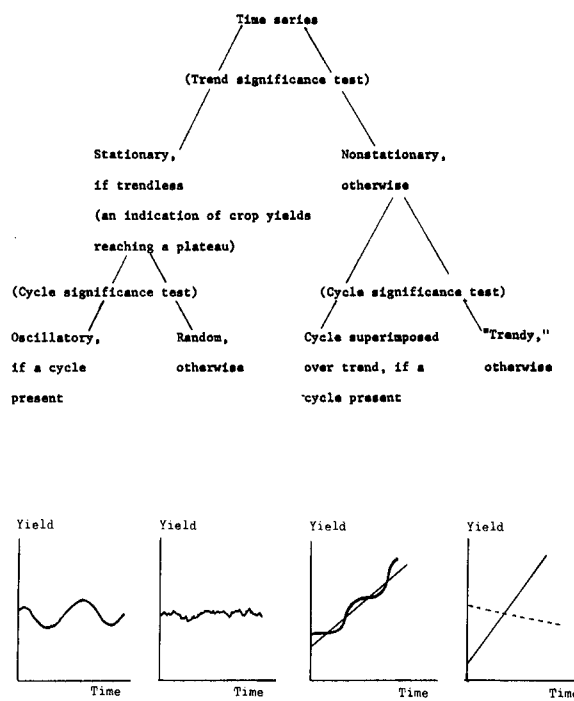 Time series
(Trend significance test)
Stationary,
if trendless
(an indication of crop yields
reaching a plateau)
Nonstationary,
otherwise
(Cycle significance test)
(Cycle significance test)
Oscillatory,
if a cycle
present
Random,
otherwise
Cycle superimposed
over trend, if a
cycle present
"Trendy,"
otherwise
Yield
Time
Yield
Time
Yield
Time
Yield
Time